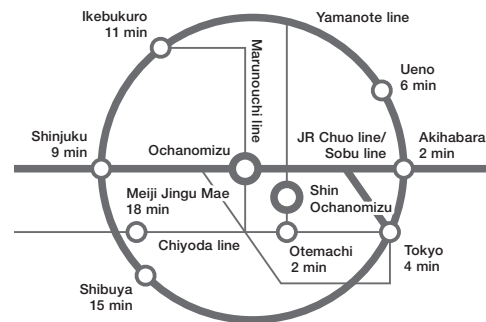 Ikebukuro
11 min
Yamanote line
Marunouchi line
Ueno
6 min
Shinjuku
9 min
Ochanomizu
JR Chuo line/
Sobu line
Akihabara
2 min
Meiji Jingu Mae
18 min
Shin
Ochanomizu
Chiyoda line
Otemachi
2 min
Tokyo
4 min
Shibuya
15 min